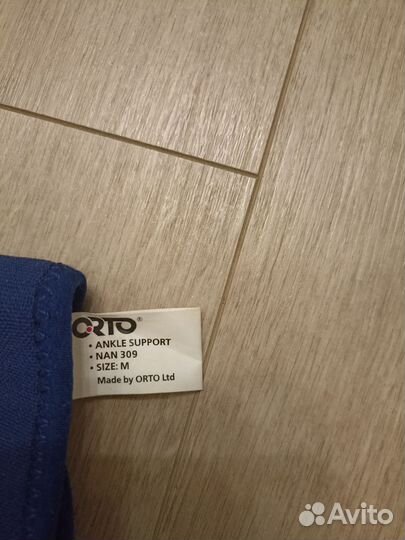 ORTO®
• ANKLE SUPPORT
• NAN 309
• SIZE: M
Made by ORTO Ltd
Avito